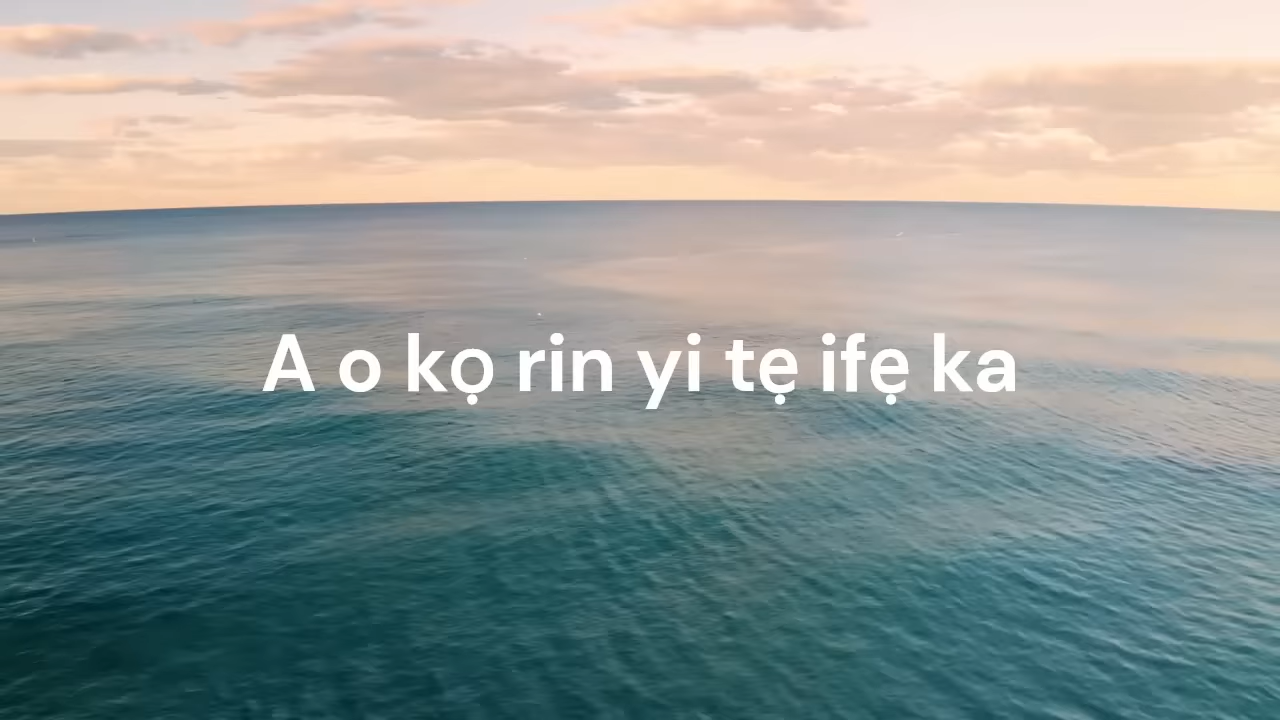 A o kọ rin yi tẹ ifẹ ka